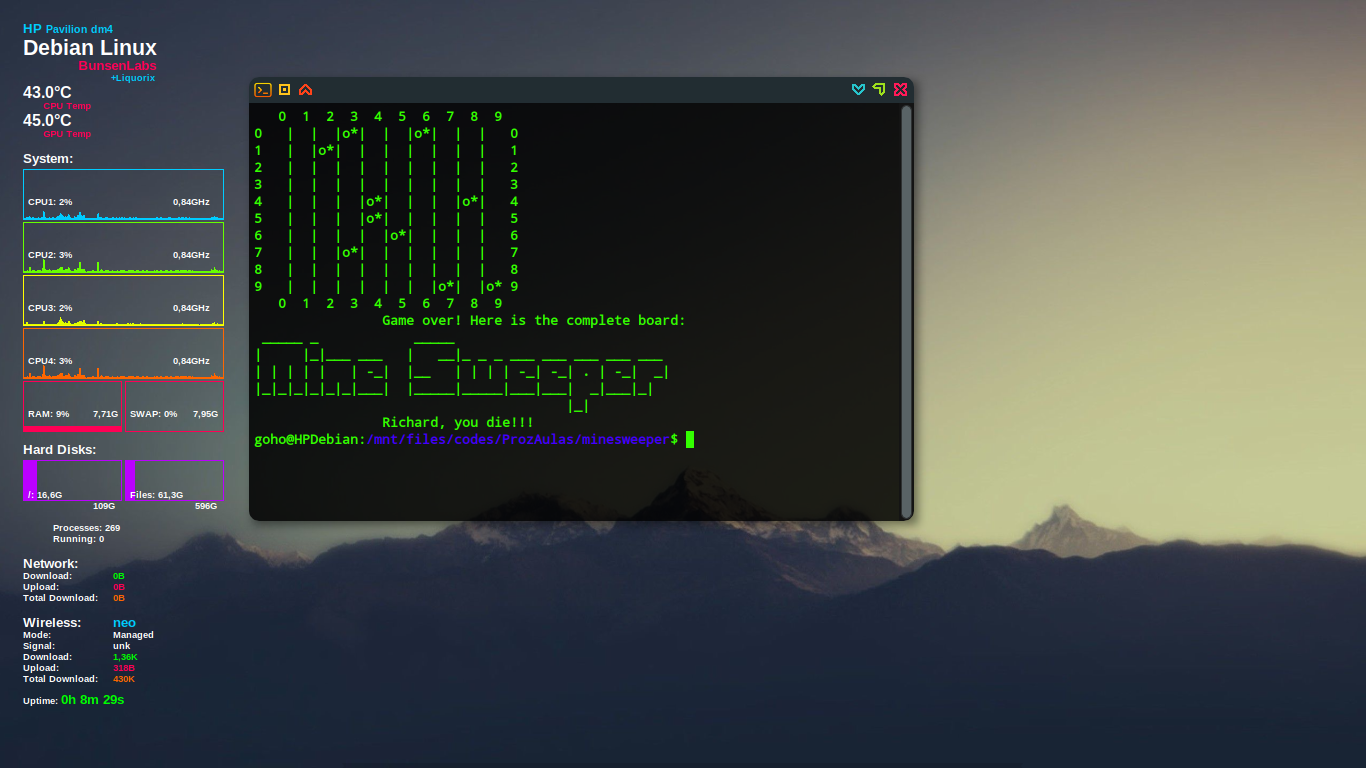 HP Pavilion dm4
Debian Linux
BunsenLabs
+Liquorix
43.0°C
CPU Temp
45.0°C
GPU Temp
System:
CPU1: 2% 0,84GHz
CPU2: 3% 0,84GHz
CPU3: 2% 0,84GHz
CPU4: 3% 0,84GHz
RAM: 9% 7,71G SWAP: 0% 7,95G
Hard Disks:
/: 16,6G Files: 61,3G
109G 596G
Processes: 269
Running: 0
Network:
Download: 0B
Upload: 0B
Total Download: 0B
Wireless: neo
Mode: Managed
Signal: unk
Download: 1,36K
Upload: 318B
Total Download: 430K
Uptime: 0h 8m 29s
0 1 2 3 4 5 6 7 8 9
0 | | |o*| | |o*| | | 0
1 | |o*| | | | | | | 1
2 | | | | | | | | | 2
3 | | | | | | | | | 3
4 | | | |o*| | | |o*| 4
5 | | | |o*| | | | | 5
6 | | | | |o*| | | | 6
7 | | |o*| | | | | | 7
8 | | | | | | | | | 8
9 | | | | | |o*| |o* 9
0 1 2 3 4 5 6 7 8 9
Game over! Here is the complete board:
Mine Sweeper
Richard, you die!!!
goho@HPDebian:/mnt/files/codes/ProzAulas/minesweeper$